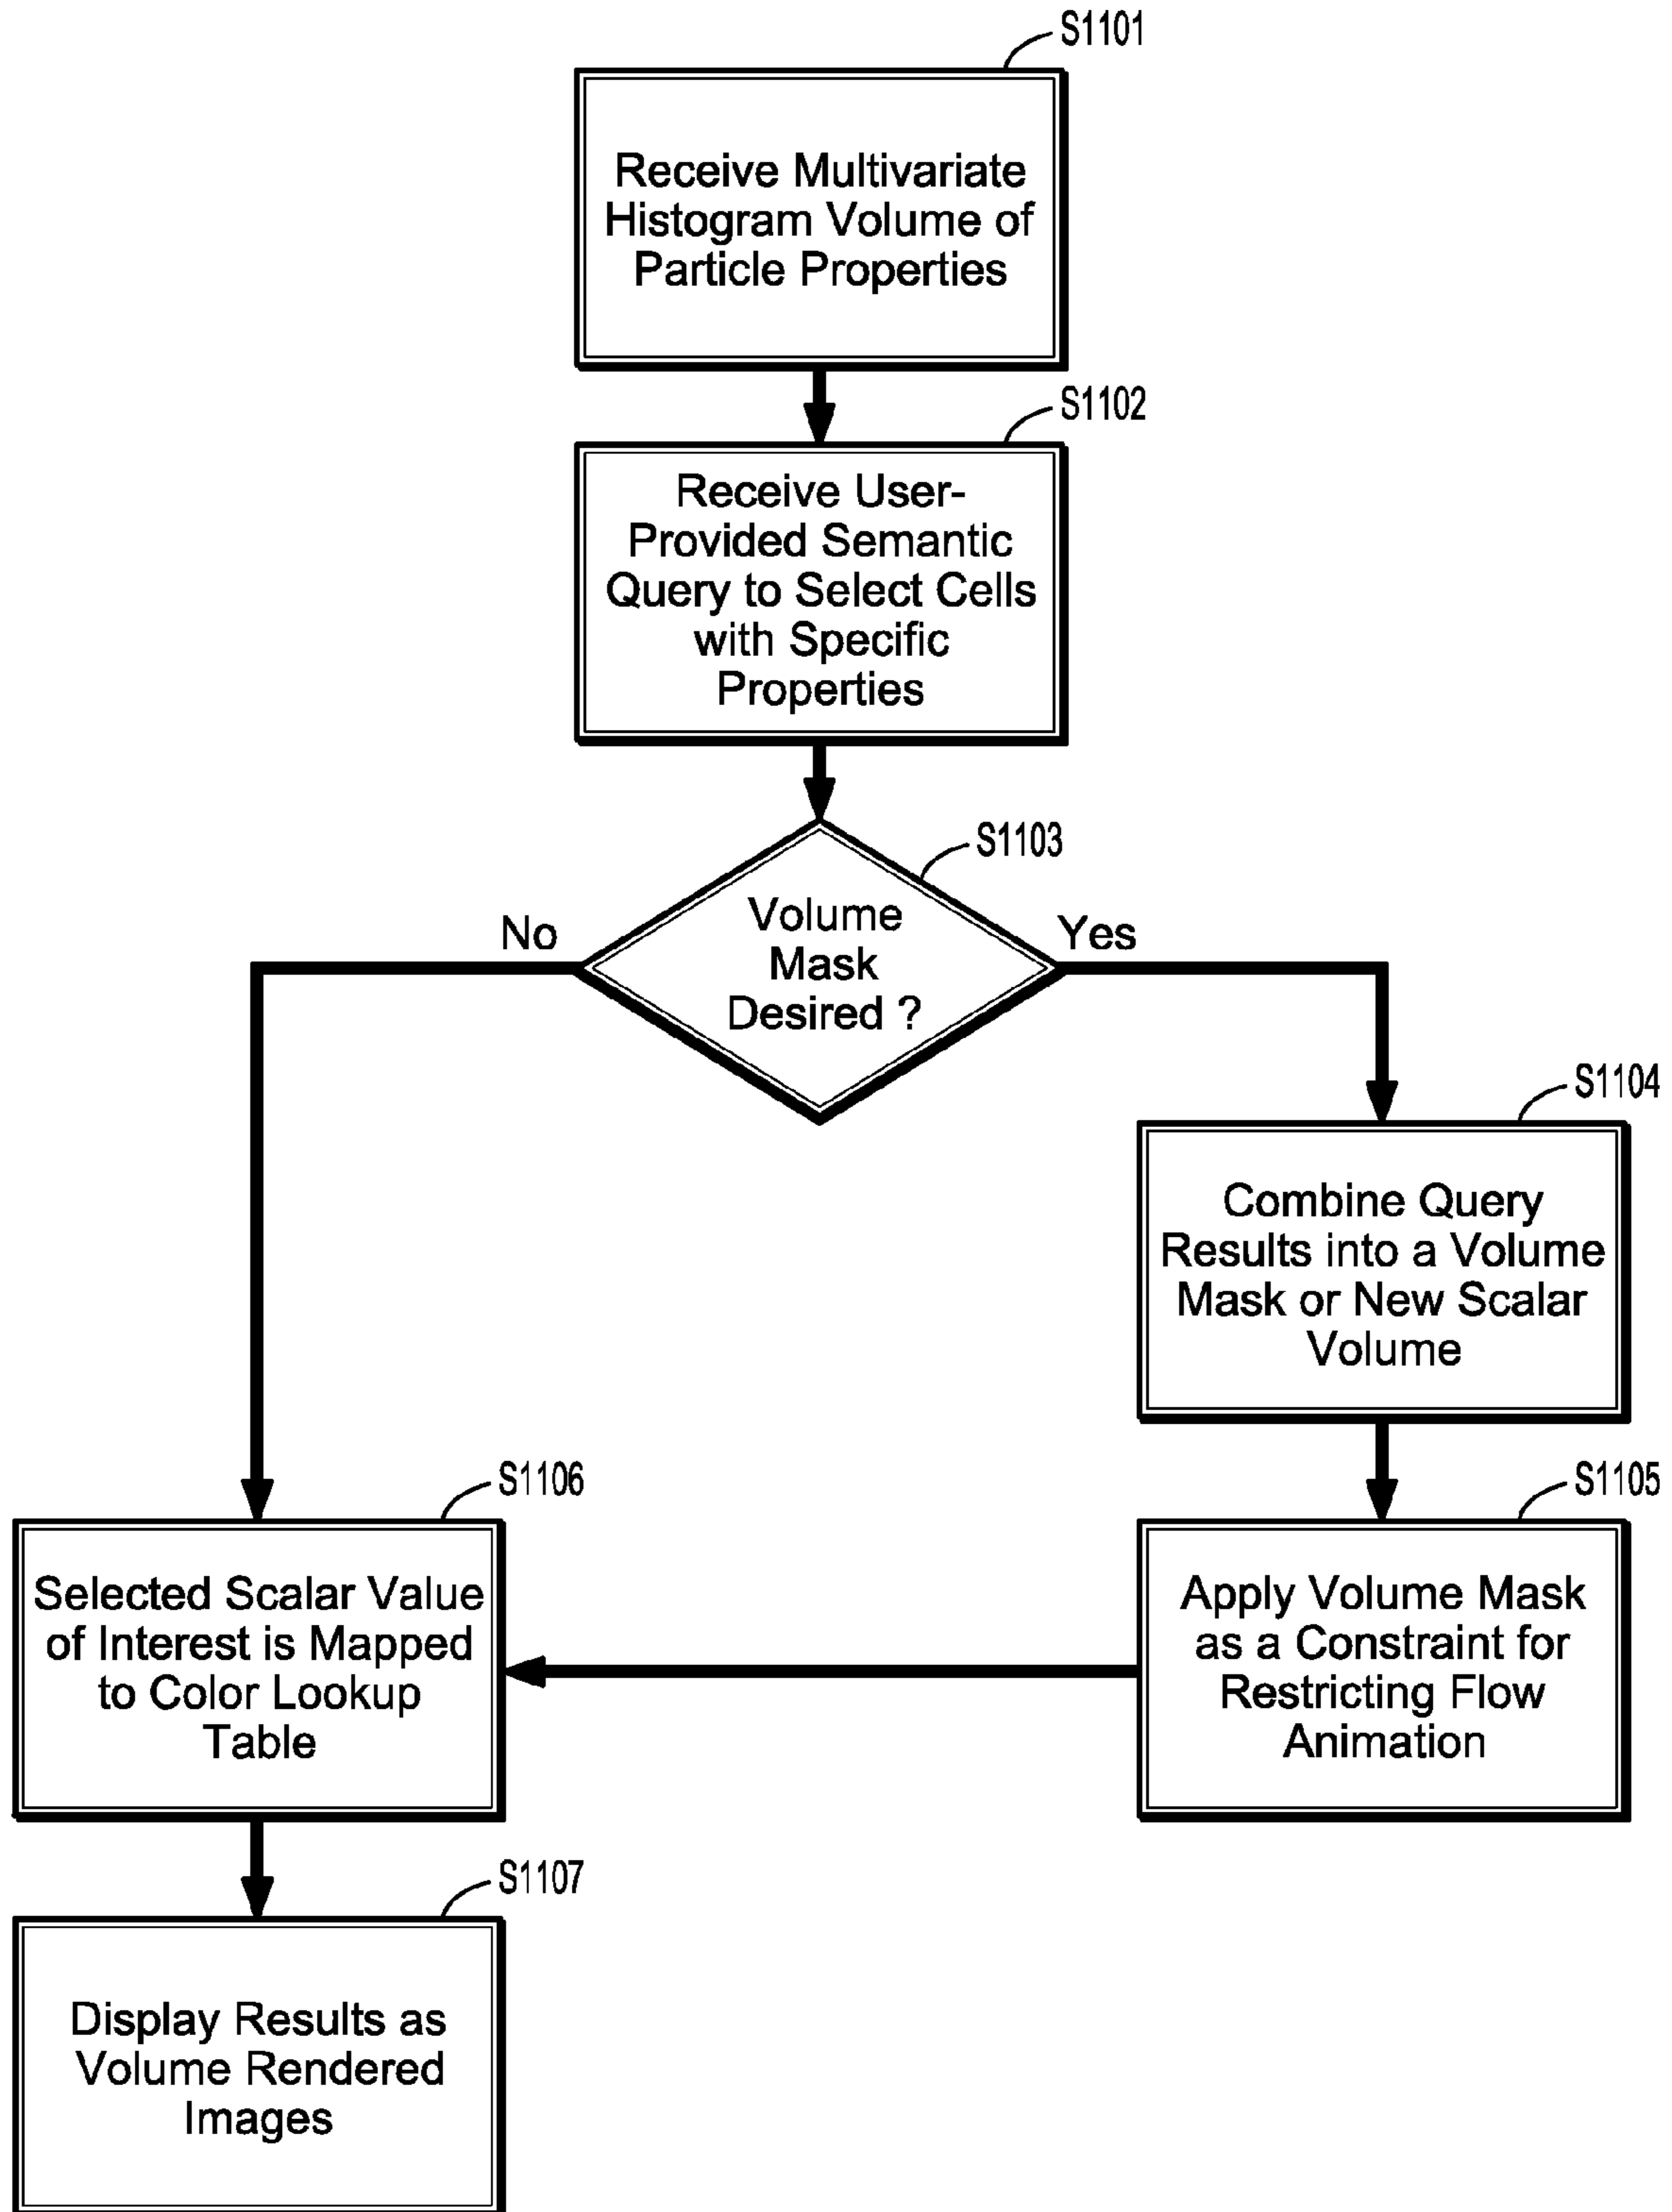 S1101
Receive Multivariate
Histogram Volume of
Particle Properties
S1102
Receive User-
Provided Semantic
Query to Select Cells
with Specific
Properties
S1103
Volume
Mask
Desired ?
No
Yes
S1104
Combine Query
Results into a Volume
Mask or New Scalar
Volume
S1105
Apply Volume Mask
as a Constraint for
Restricting Flow
Animation
S1106
Selected Scalar Value
of Interest is Mapped
to Color Lookup
Table
S1107
Display Results as
Volume Rendered
Images